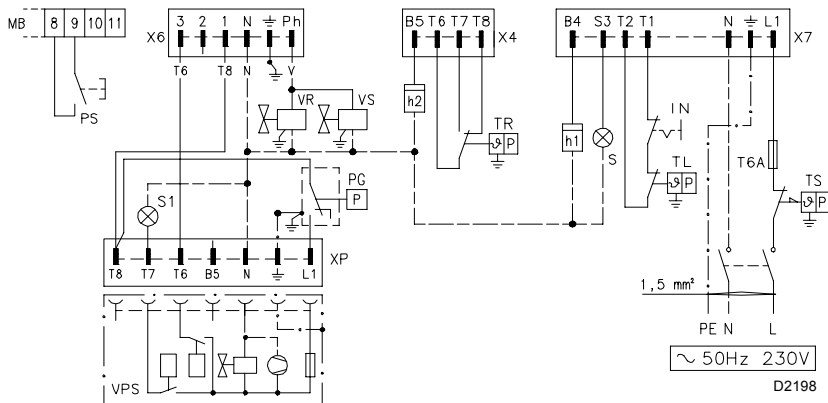 MB 8 9 10 11
PS
3 2 1 N Ph
X6
T6 T8 N V
VR VS
B5 T6 T7 T8
X4
h2
TR
ϑ P
B4 S3 T2 T1 N L1
X7
h1
S
IN
TL
ϑ P
T6A
TS
ϑ P
PG
P
S1
XP
T8 T7 T6 B5 N L1
VPS
1,5 mm²
PE N L
~ 50Hz 230V
D2198